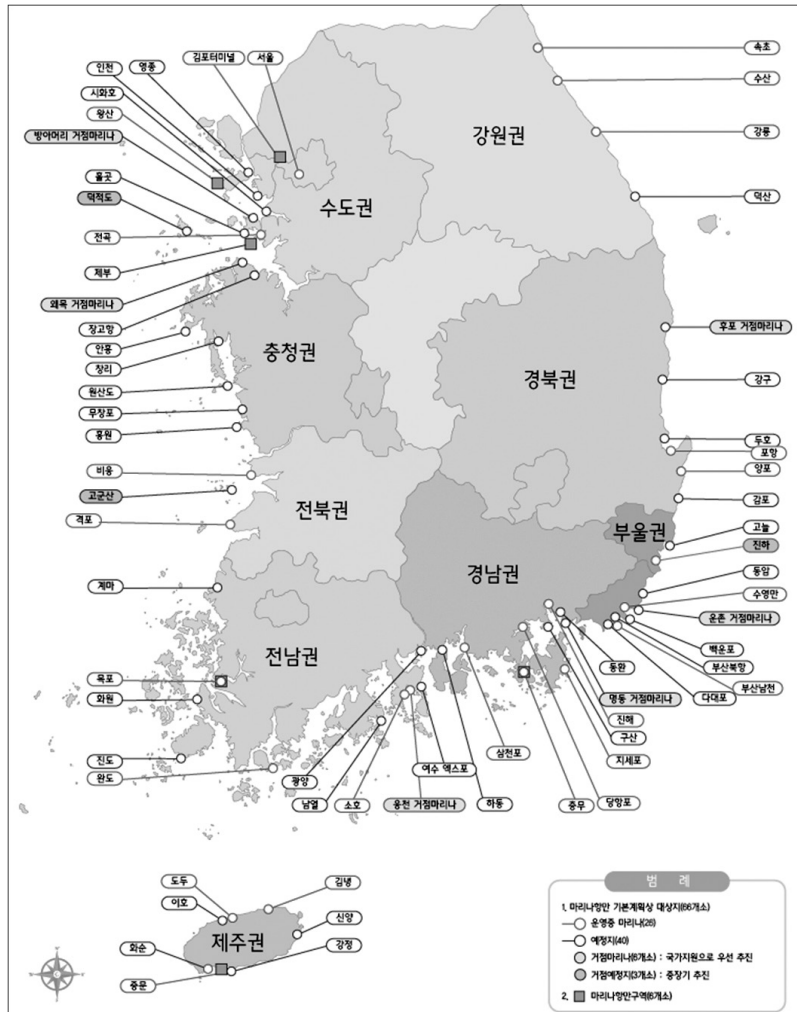 인천
영종
김포터미널
서울
시화호
왕산
방아머리 거점마리나
흘곶
덕적도
전곡
제부
왜목 거점마리나
장고항
안흥
창리
원산도
무창포
홍원
비응
고군산
격포
계마
목포
화원
진도
완도
광양
남열
소호
웅천 거점마리나
여수 엑스포
하동
삼천포
충무
당항포
지세포
구산
진해
명동 거점마리나
동환
다대포
부산남천
부산북항
백운포
운촌 거점마리나
수영만
동암
진하
고늘
감포
양포
포항
두호
강구
후포 거점마리나
덕산
강릉
수산
속초
강원권
수도권
충청권
경북권
전북권
부울권
경남권
전남권
제주권
도두
이호
김녕
신양
강정
화순
중문
범 례
1. 마리나항만 기본계획상 대상지(66개소)
운영중 마리나(26)
예정지(40)
거점마리나(6개소) : 국가지원으로 우선 추진
거점예정지(3개소) : 중장기 추진
2. 마리나항만구역(6개소)